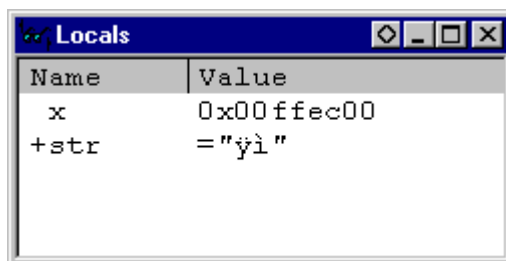 Locals
Name Value
x 0x00ffec00
+str ="ÿì"